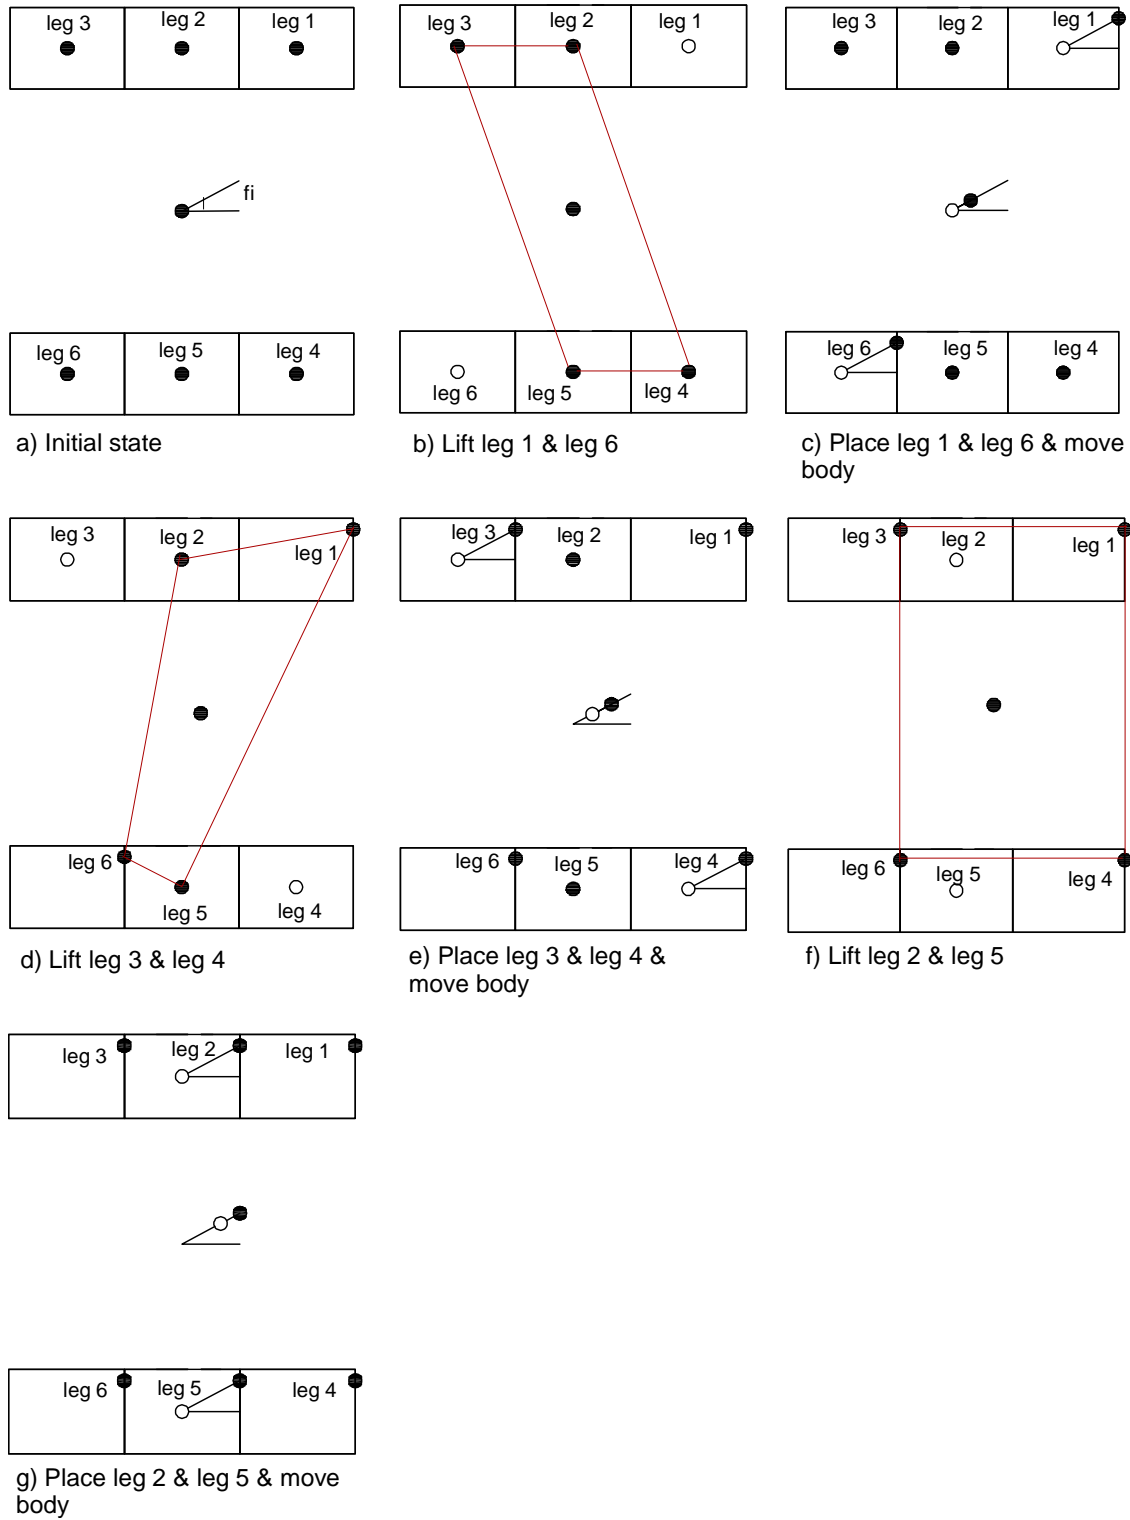 leg 3 leg 2 leg 1
fi
leg 6 leg 5 leg 4
a) Initial state
leg 3 leg 2 leg 1
leg 6 leg 5 leg 4
b) Lift leg 1 & leg 6
leg 3 leg 2 leg 1
leg 6 leg 5 leg 4
c) Place leg 1 & leg 6 & move
body
leg 3 leg 2 leg 1
leg 6 leg 5 leg 4
d) Lift leg 3 & leg 4
leg 3 leg 2 leg 1
leg 6 leg 5 leg 4
e) Place leg 3 & leg 4 &
move body
leg 3 leg 2 leg 1
leg 6 leg 5 leg 4
f) Lift leg 2 & leg 5
leg 3 leg 2 leg 1
leg 6 leg 5 leg 4
g) Place leg 2 & leg 5 & move
body